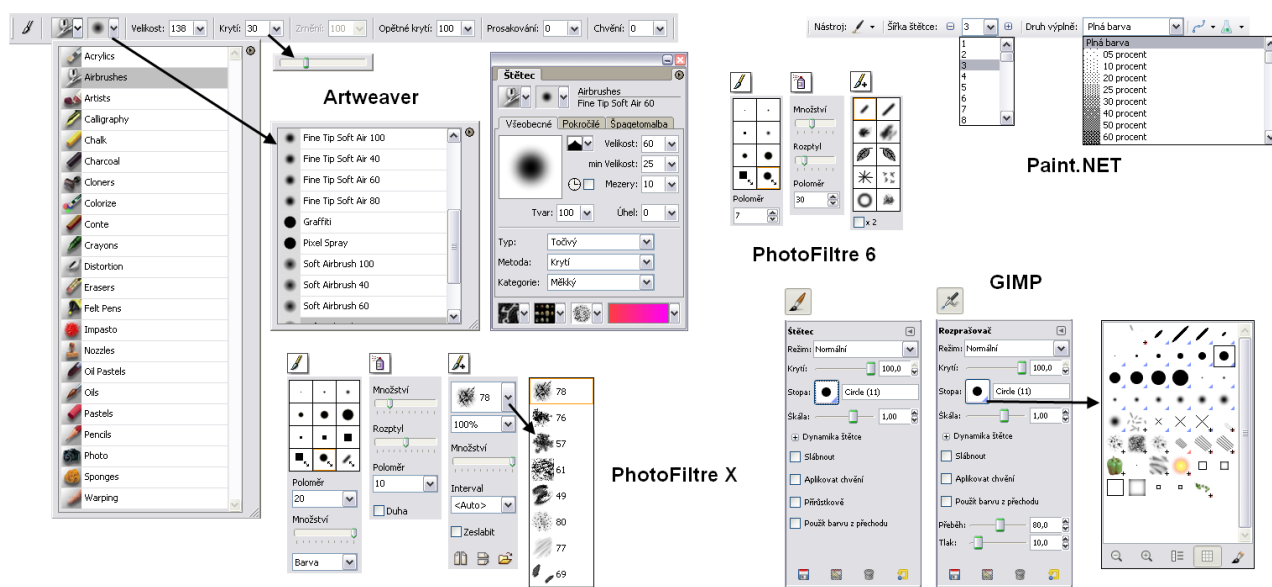 Velikost: 138 Krytí: 30 Zrnění: 100 Opětné krytí: 100 Prosakování: 0 Chvění: 0
Acrylics
Airbrushes
Artists
Calligraphy
Chalk
Charcoal
Cloners
Colorize
Conte
Crayons
Distortion
Erasers
Felt Pens
Impasto
Nozzles
Oil Pastels
Oils
Pastels
Pencils
Photo
Sponges
Warping
Artweaver
Fine Tip Soft Air 100
Fine Tip Soft Air 40
Fine Tip Soft Air 60
Fine Tip Soft Air 80
Graffiti
Pixel Spray
Soft Airbrush 100
Soft Airbrush 40
Soft Airbrush 60
Štětec
Airbrushes
Fine Tip Soft Air 60
Všeobecné Pokročilé Špagetomalba
Velikost: 60
min Velikost: 25
Mezery: 10
Tvar: 100 Úhel: 0
Typ: Točivý
Metoda: Krytí
Kategorie: Měkký
Nástroj: Šířka štětce: 3 Druh výplně: Plná barva
1
2
3
4
5
6
7
8
Plná barva
05 procent
10 procent
20 procent
25 procent
30 procent
40 procent
50 procent
60 procent
Paint.NET
Poloměr
7
Množství
Rozptyl
Poloměr
30
x 2
PhotoFiltre 6
Poloměr
20
Množství
Barva
Množství
Rozptyl
Poloměr
10
Duha
78
100%
Množství
Interval
<Auto>
Zeslabit
78
76
57
61
49
80
77
69
PhotoFiltre X
GIMP
Štětec
Režim: Normální
Krytí: 100,0
Stopa: Circle (11)
Škála: 1,00
Dynamika štětce
Slábnout
Aplikovat chvění
Přírůstkově
Použít barvu z přechodu
Rozprašovač
Režim: Normální
Krytí: 100,0
Stopa: Circle (11)
Škála: 1,00
Dynamika štětce
Slábnout
Aplikovat chvění
Použít barvu z přechodu
Přeběh: 80,0
Tlak: 10,0